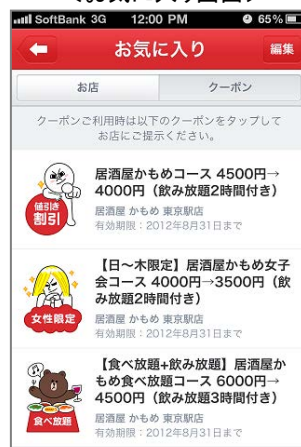 SoftBank 3G 12:00 PM 65%
お気に入り
編集
お店
クーポン
クーポンご利用時は以下のクーポンをタップして
お店にご提示ください。
居酒屋かもめコース 4500円→
4000円（飲み放題2時間付き）
値引き
割引
居酒屋 かもめ 東京駅店
有効期限：2012年8月31日まで
【日〜木限定】居酒屋かもめ女子
会コース 4000円→3500円（飲
み放題2時間付き）
女性限定
居酒屋 かもめ 東京駅店
有効期限：2012年8月31日まで
【食べ放題+飲み放題】居酒屋か
もめ食べ放題コース 6000円→
4500円（飲み放題3時間付き）
食べ放題
居酒屋 かもめ 東京駅店
有効期限：2012年8月31日まで